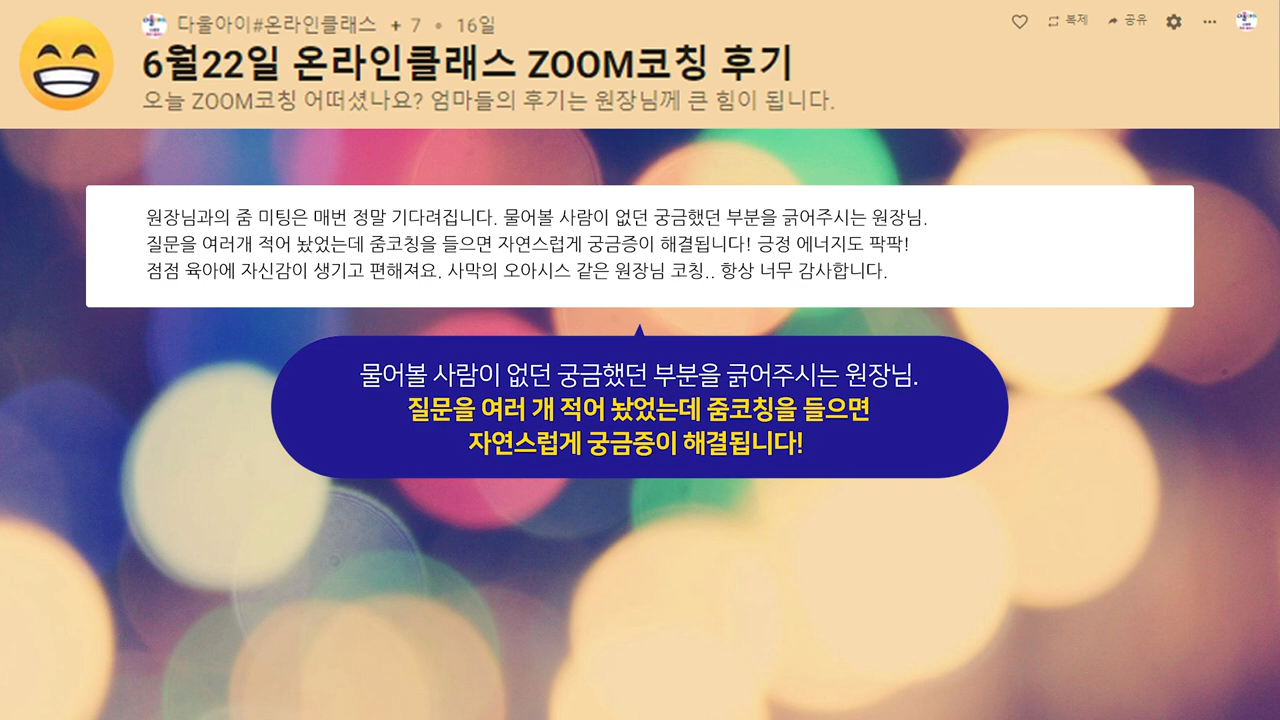 다울아이#온라인클래스 + 7 • 16일
복제 공유 ···
6월22일 온라인클래스 ZOOM코칭 후기
오늘 ZOOM코칭 어떠셨나요? 엄마들의 후기는 원장님께 큰 힘이 됩니다.
원장님과의 줌 미팅은 매번 정말 기다려집니다. 물어볼 사람이 없던 궁금했던 부분을 긁어주시는 원장님.
질문을 여러개 적어 놨었는데 줌코칭을 들으면 자연스럽게 궁금증이 해결됩니다! 긍정 에너지도 팍팍!
점점 육아에 자신감이 생기고 편해져요. 사막의 오아시스 같은 원장님 코칭.. 항상 너무 감사합니다.
물어볼 사람이 없던 궁금했던 부분을 긁어주시는 원장님.
질문을 여러 개 적어 놨었는데 줌코칭을 들으면
자연스럽게 궁금증이 해결됩니다!